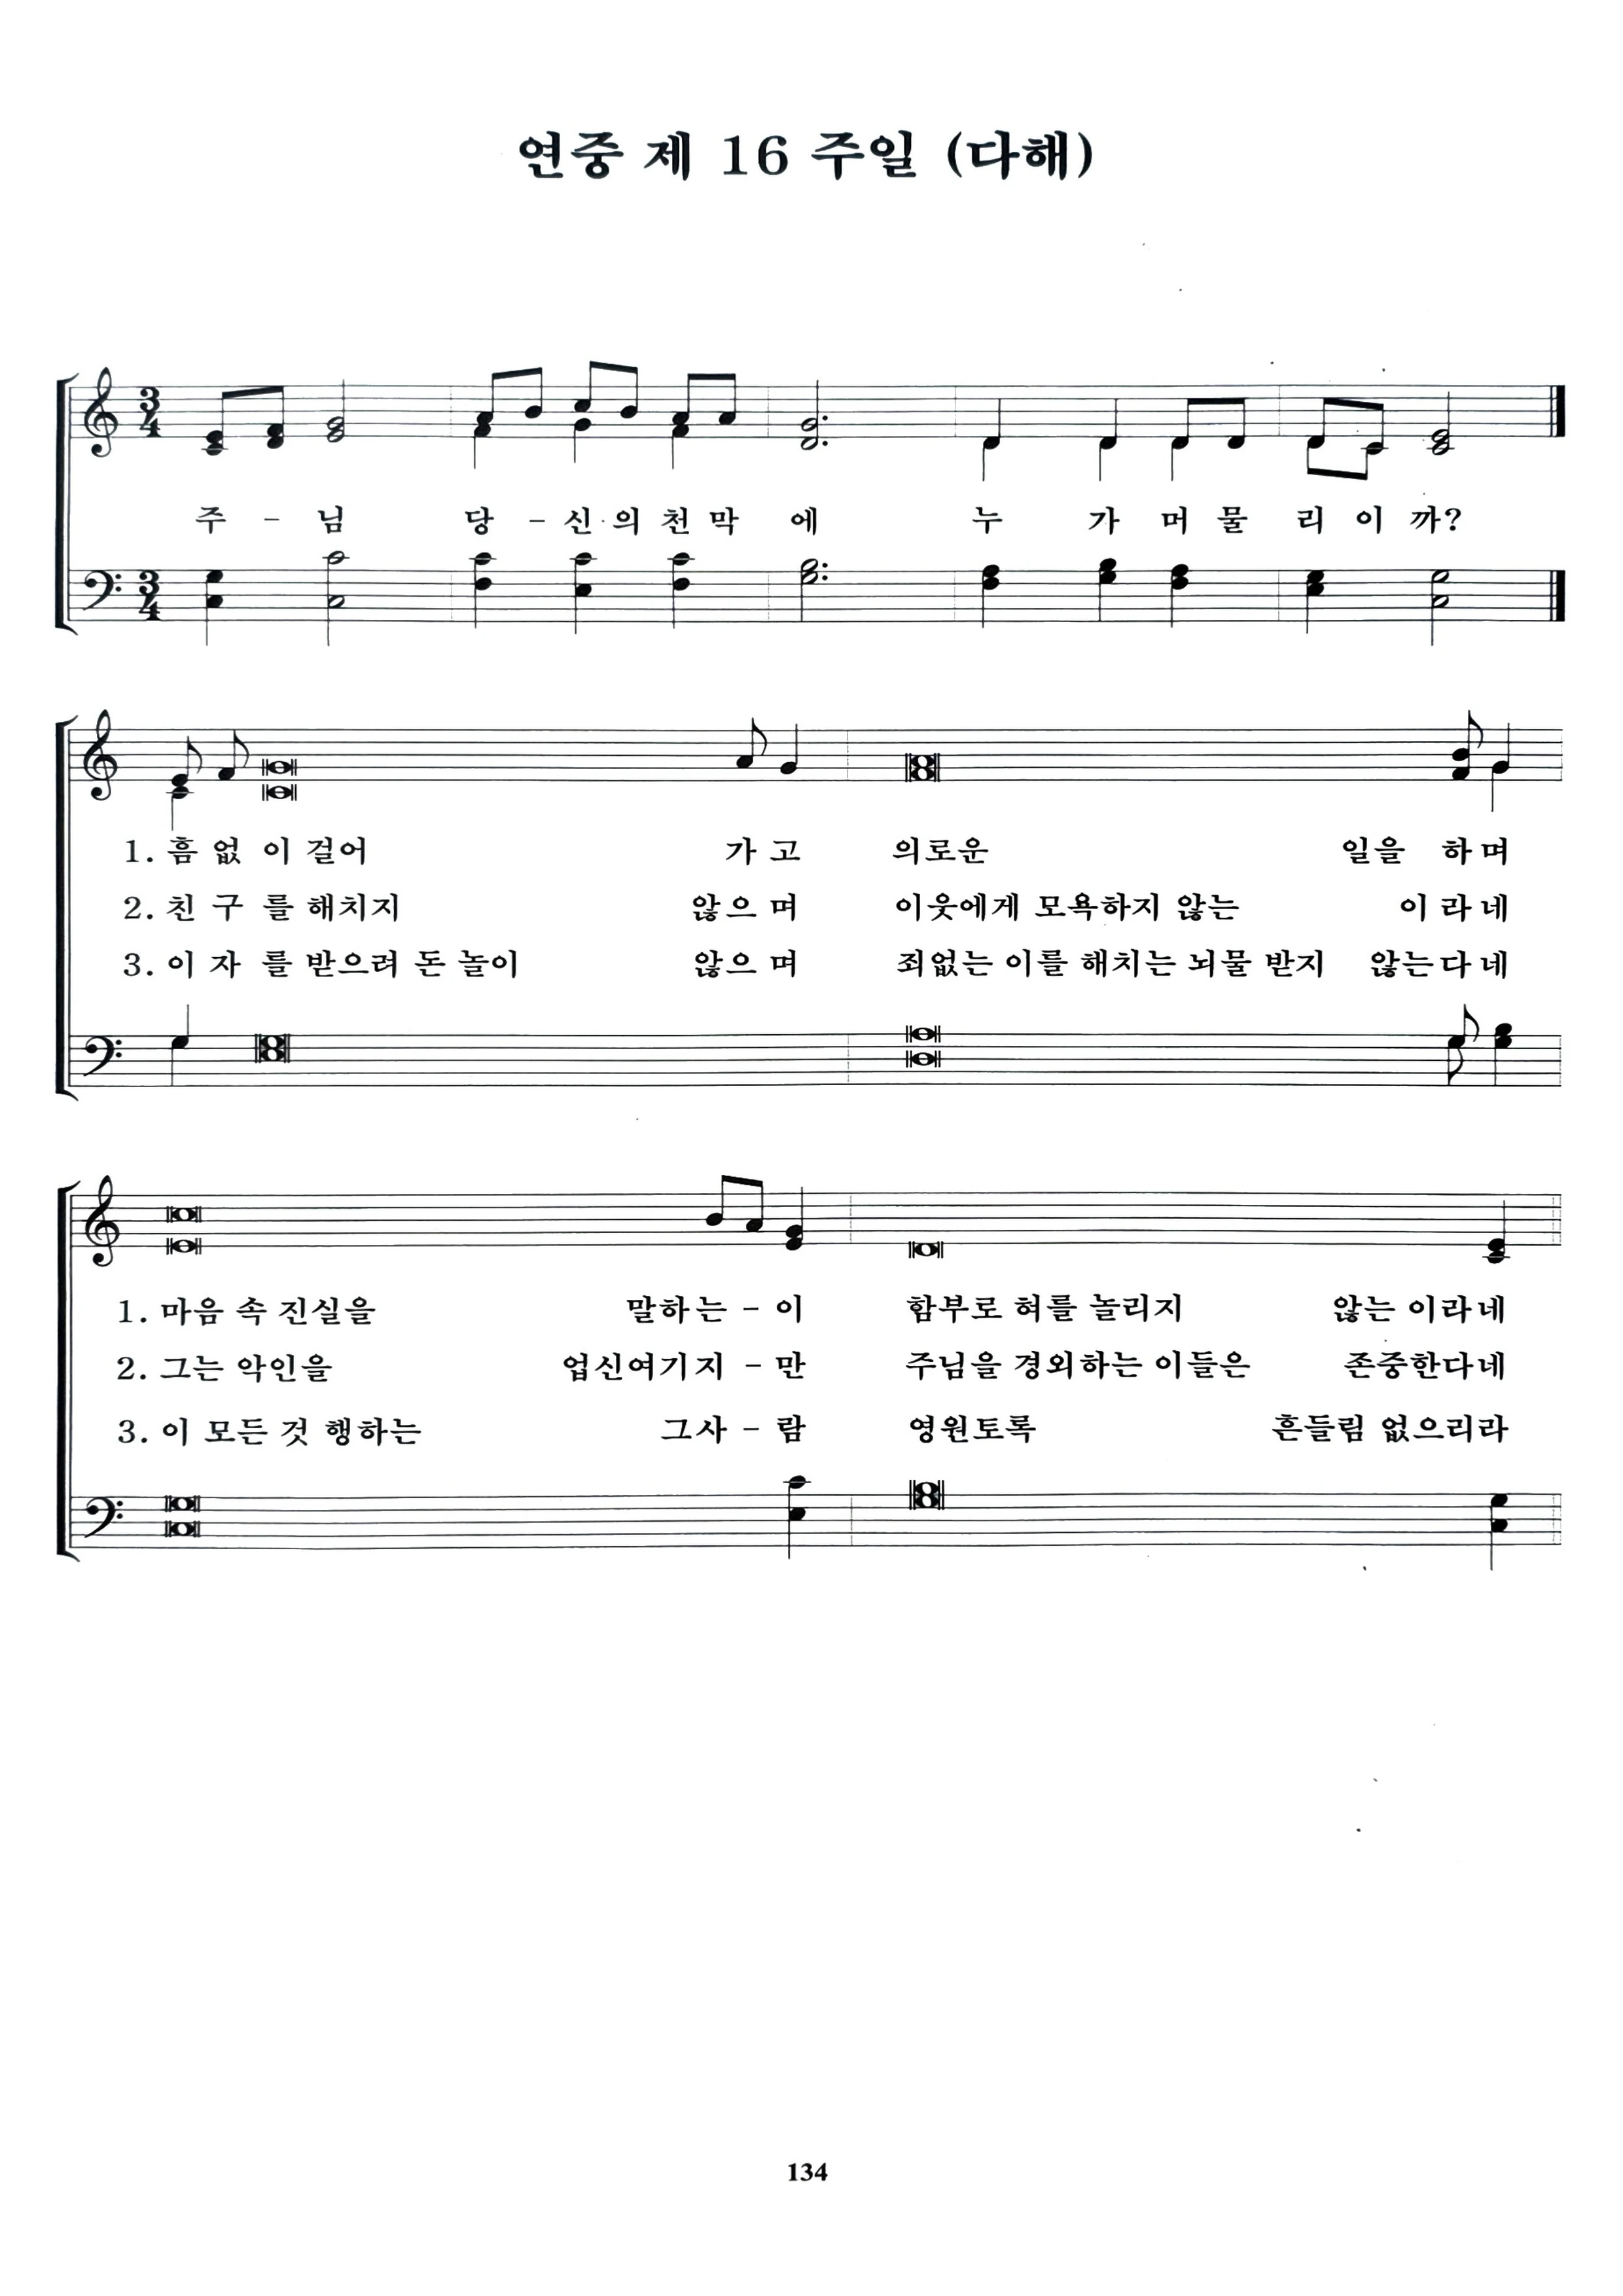 연중 제 16 주일 (다해)
3 4
주 - 님 당 - 신 의 천 막 에 누 가 머 물 리 이 까?
3 4
1. 흠 없 이 걸어 가 고 의로운 일을 하 며
2. 친 구 를 해치지 않으 며 이웃에게 모욕하지 않는 이 라 네
3. 이 자 를 받으려 돈 놀이 않으 며 죄없는 이를 해치는 뇌물 받지 않는다 네
1. 마음 속 진실을 말하는 - 이 함부로 혀를 놀리지 않는 이라네
2. 그는 악인을 업신여기지 - 만 주님을 경외하는 이들은 존중한다네
3. 이 모든 것 행하는 그사 - 람 영원토록 흔들림 없으리라
134